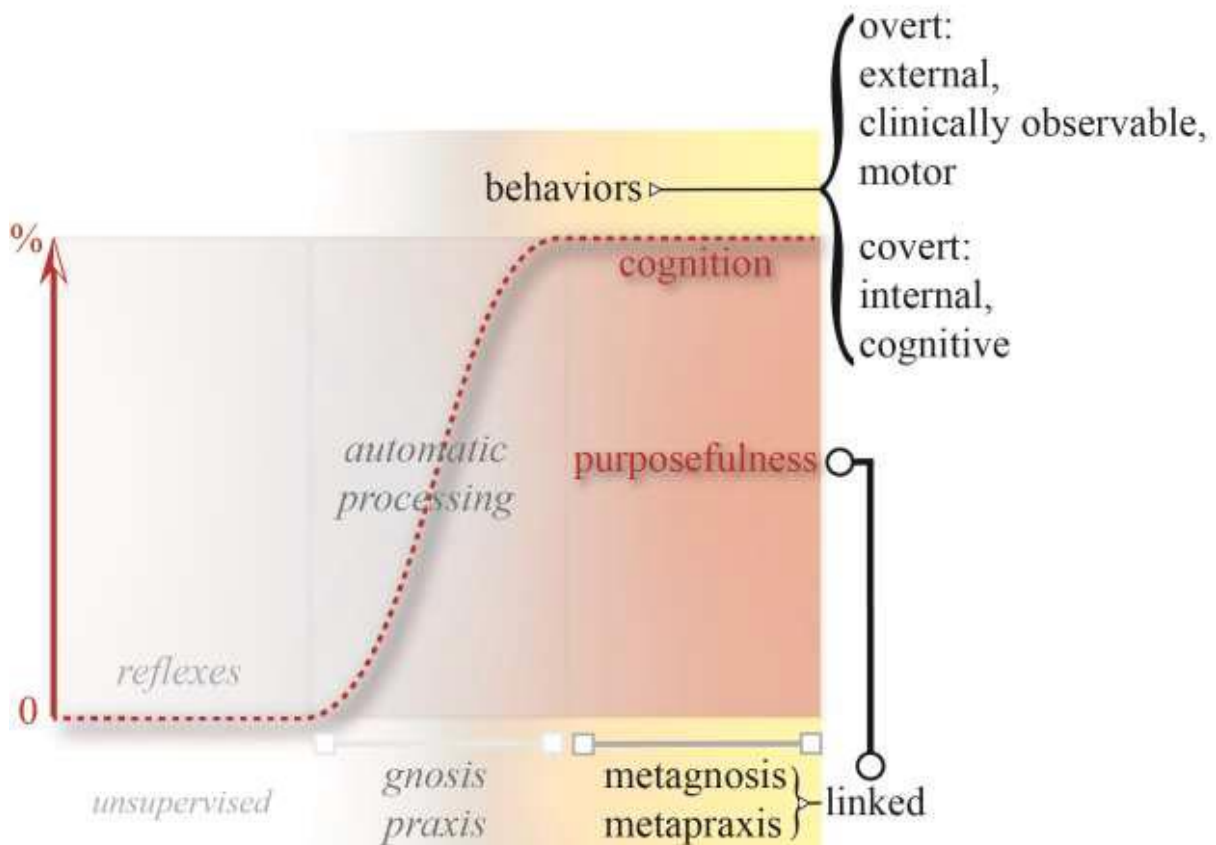 overt:
external,
clinically observable,
motor
behaviors
%
cognition
covert:
internal,
cognitive
automatic
processing
purposefulness
reflexes
0
unsupervised
gnosis
praxis
metagnosis
metapraxis
linked